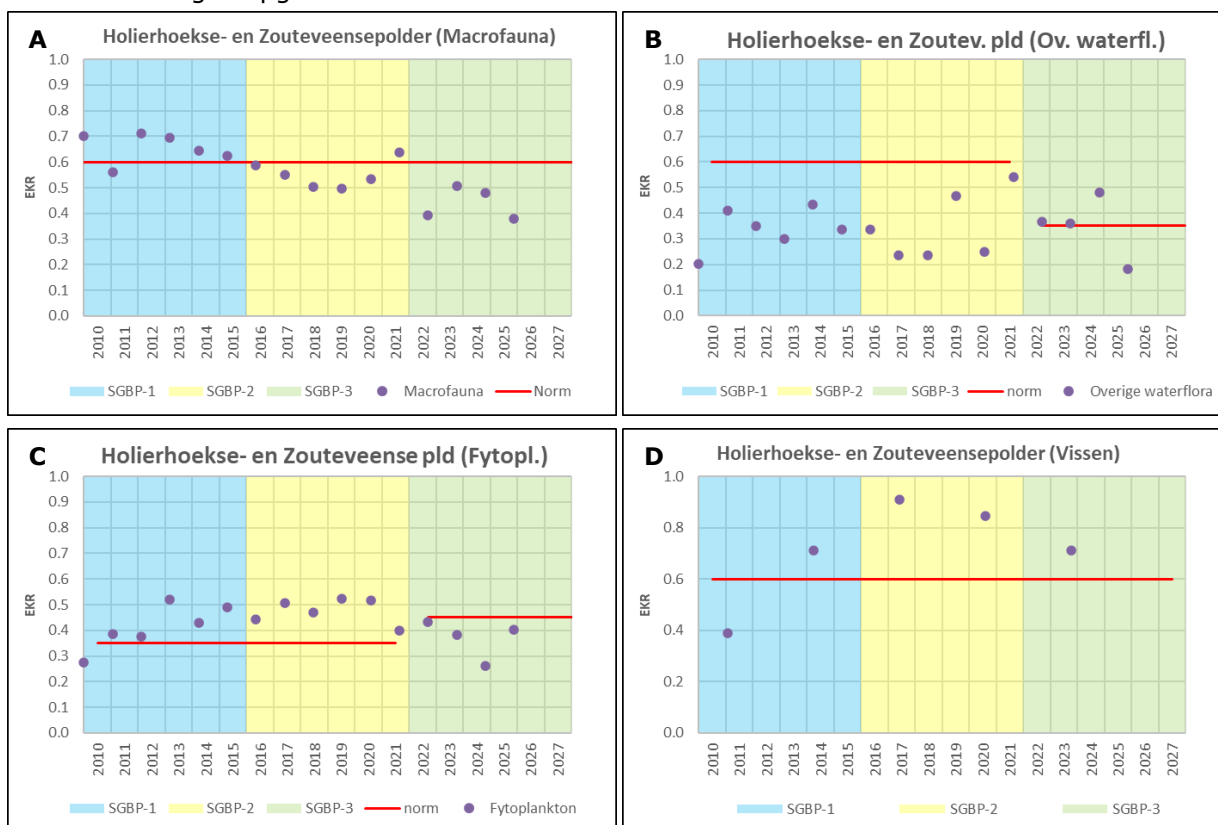 A
Holierhoekse- en Zouteveensepolder (Macrofauna)
1.0
0.9
0.8
0.7
0.6
0.5
0.4
0.3
0.2
0.1
0.0
EKR
2010 2011 2012 2013 2014 2015 2016 2017 2018 2019 2020 2021 2022 2023 2024 2025 2026 2027
SGBP-1 SGBP-2 SGBP-3 Macrofauna Norm
B
Holierhoekse- en Zoutev. pld (Ov. waterfl.)
1.0
0.9
0.8
0.7
0.6
0.5
0.4
0.3
0.2
0.1
0.0
EKR
2010 2011 2012 2013 2014 2015 2016 2017 2018 2019 2020 2021 2022 2023 2024 2025 2026 2027
SGBP-1 SGBP-2 SGBP-3 norm Overige waterflora
C
Holierhoekse- en Zouteveense pld (Fytopl.)
1.0
0.9
0.8
0.7
0.6
0.5
0.4
0.3
0.2
0.1
0.0
EKR
2010 2011 2012 2013 2014 2015 2016 2017 2018 2019 2020 2021 2022 2023 2024 2025 2026 2027
SGBP-1 SGBP-2 SGBP-3 norm Fytoplankton
D
Holierhoekse- en Zouteveensepolder (Vissen)
1.0
0.8
0.6
0.4
0.2
0.0
EKR
2010 2011 2012 2013 2014 2015 2016 2017 2018 2019 2020 2021 2022 2023 2024 2025 2026 2027
SGBP-1 SGBP-2 SGBP-3